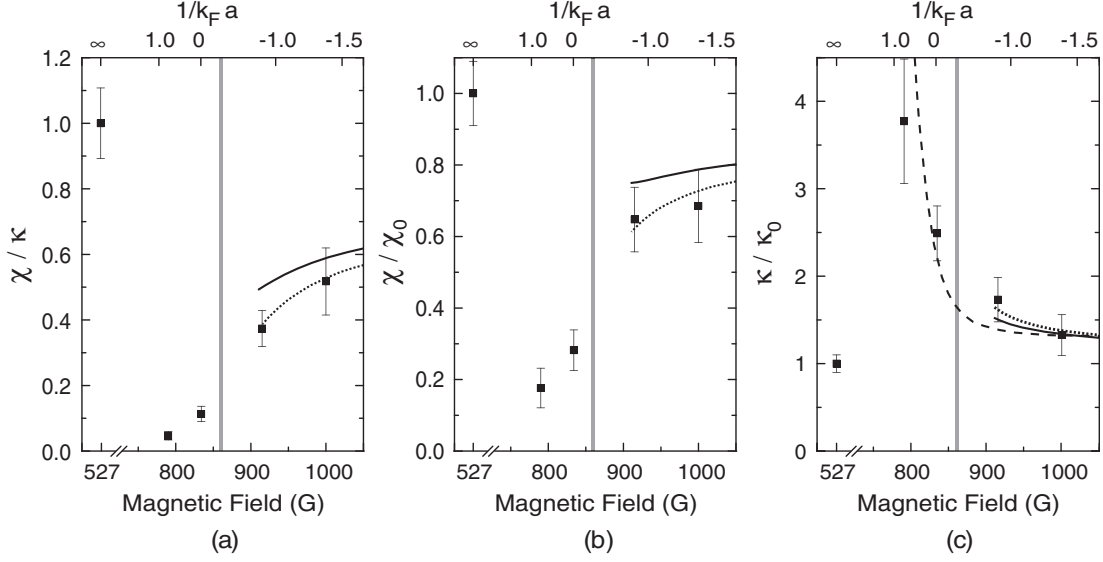 1/k_F a
∞ 1.0 0 -1.0 -1.5
1.2
1.0
0.8
0.6
0.4
0.2
0.0
χ / κ
527 800 900 1000
Magnetic Field (G)
(a)
1/k_F a
∞ 1.0 0 -1.0 -1.5
1.0
0.8
0.6
0.4
0.2
0.0
χ / χ_0
527 800 900 1000
Magnetic Field (G)
(b)
1/k_F a
∞ 1.0 0 -1.0 -1.5
4
3
2
1
0
κ / κ_0
527 800 900 1000
Magnetic Field (G)
(c)